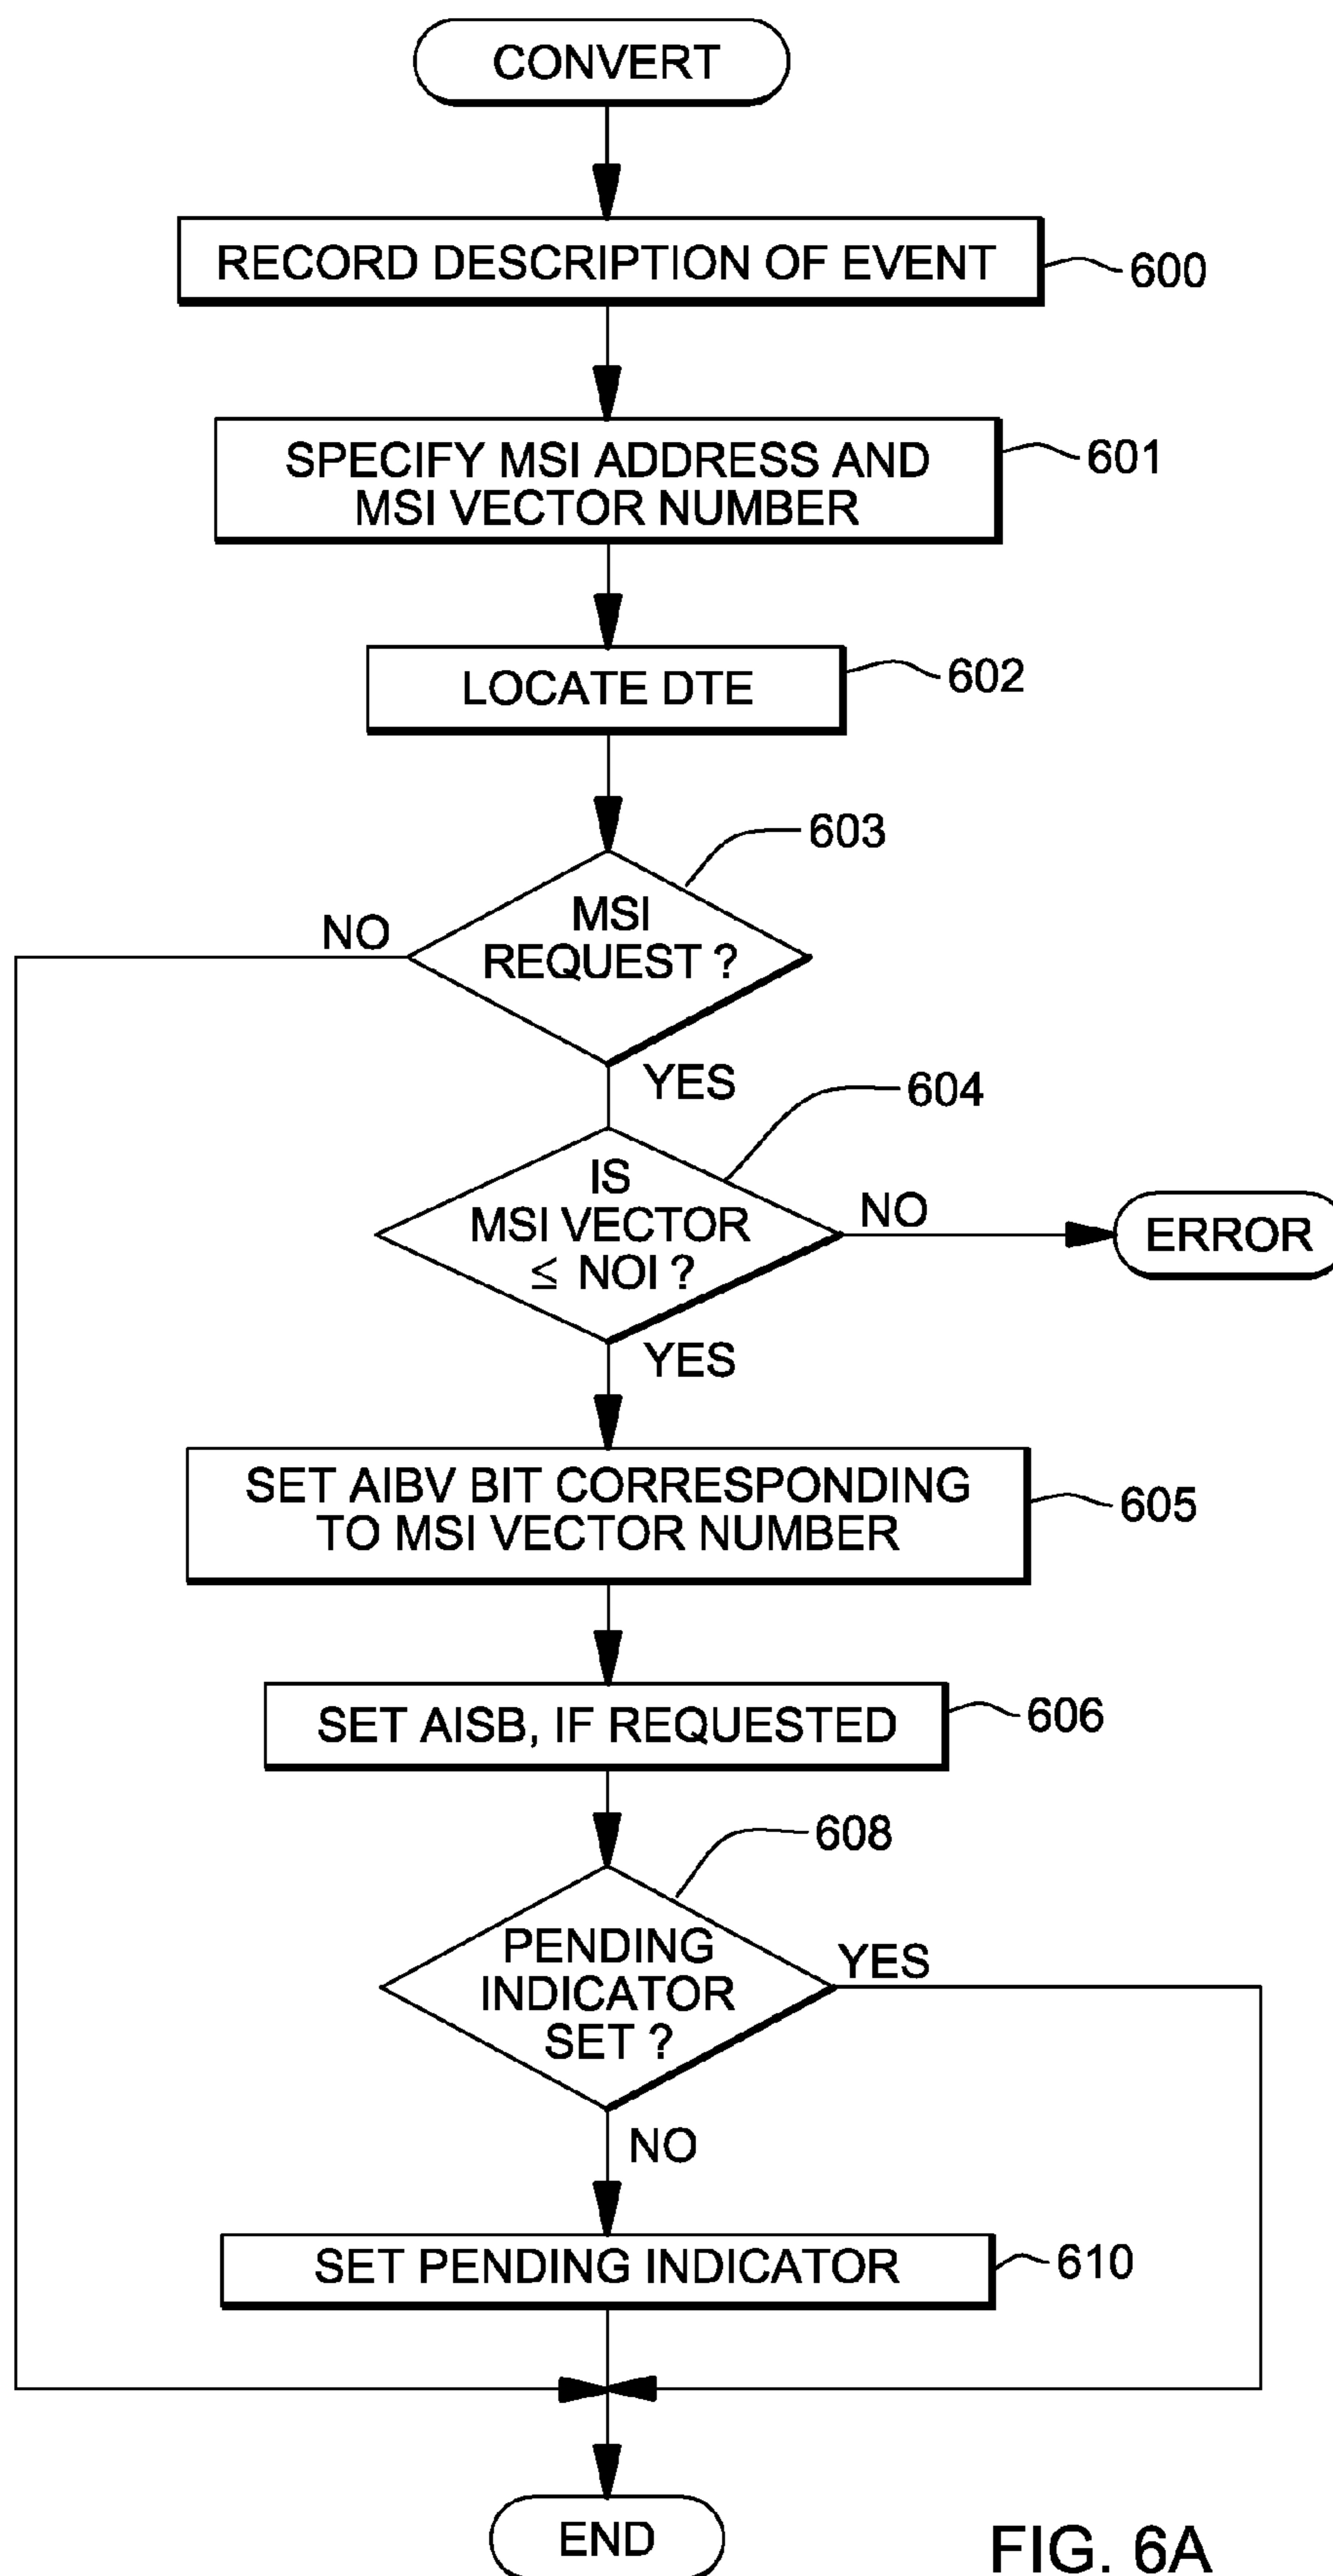 CONVERT
RECORD DESCRIPTION OF EVENT
600
SPECIFY MSI ADDRESS AND
MSI VECTOR NUMBER
601
LOCATE DTE
602
603
MSI
REQUEST ?
NO
YES
604
IS
MSI VECTOR
≤ NOI ?
NO
ERROR
YES
SET AIBV BIT CORRESPONDING
TO MSI VECTOR NUMBER
605
SET AISB, IF REQUESTED
606
608
PENDING
INDICATOR
SET ?
YES
NO
SET PENDING INDICATOR
610
END
FIG. 6A